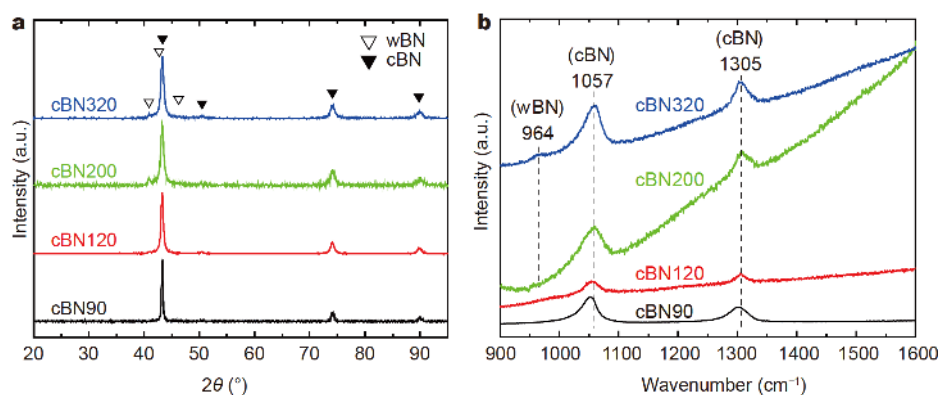 a
▽ wBN
▼ cBN
cBN320
cBN200
cBN120
cBN90
Intensity (a.u.)
20 30 40 50 60 70 80 90
2θ (°)
b
(cBN)
1057
(cBN)
1305
(wBN)
964
cBN320
cBN200
cBN120
cBN90
Intensity (a.u.)
900 1000 1100 1200 1300 1400 1500 1600
Wavenumber (cm⁻¹)